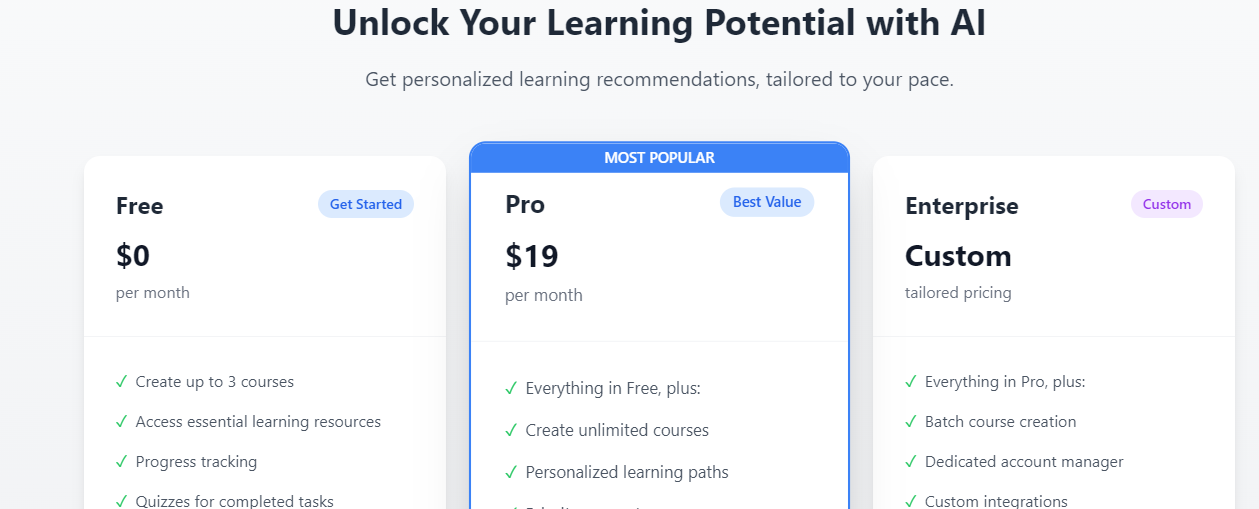 Unlock Your Learning Potential with AI
Get personalized learning recommendations, tailored to your pace.
Free
Get Started
$0
per month
✓ Create up to 3 courses
✓ Access essential learning resources
✓ Progress tracking
✓ Quizzes for completed tasks
MOST POPULAR
Pro
Best Value
$19
per month
✓ Everything in Free, plus:
✓ Create unlimited courses
✓ Personalized learning paths
Enterprise
Custom
Custom
tailored pricing
✓ Everything in Pro, plus:
✓ Batch course creation
✓ Dedicated account manager
✓ Custom integrations